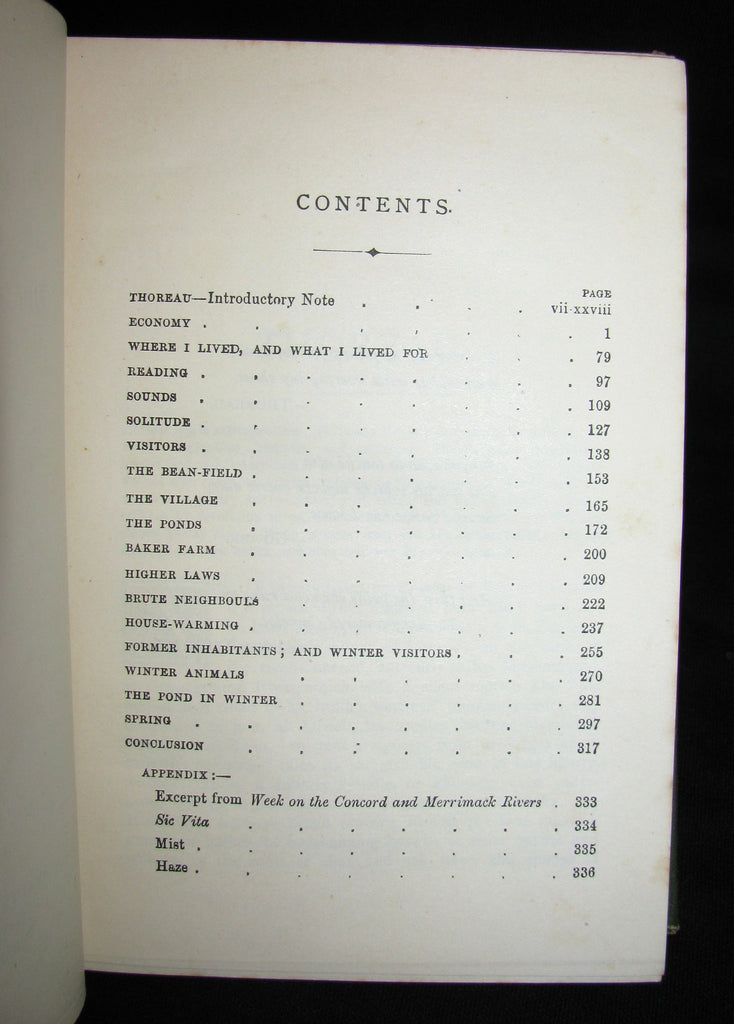 CONTENTS.
PAGE
THOREAU—Introductory Note . . . . vii-xxviii
ECONOMY . . . . . . . . 1
WHERE I LIVED, AND WHAT I LIVED FOR . . . 79
READING . . . . . . . . 97
SOUNDS . . . . . . . . 109
SOLITUDE . . . . . . . . 127
VISITORS . . . . . . . . 138
THE BEAN-FIELD . . . . . . . 153
THE VILLAGE . . . . . . . 165
THE PONDS . . . . . . . 172
BAKER FARM . . . . . . . 200
HIGHER LAWS . . . . . . . 209
BRUTE NEIGHBOURS . . . . . . 222
HOUSE-WARMING . . . . . . . 237
FORMER INHABITANTS; AND WINTER VISITORS . . . 255
WINTER ANIMALS . . . . . . 270
THE POND IN WINTER . . . . . . 281
SPRING . . . . . . . . 297
CONCLUSION . . . . . . . 317
APPENDIX:—
Excerpt from Week on the Concord and Merrimack Rivers . 333
Sic Vita . . . . . . . 334
Mist . . . . . . . . 335
Haze . . . . . . . . 336